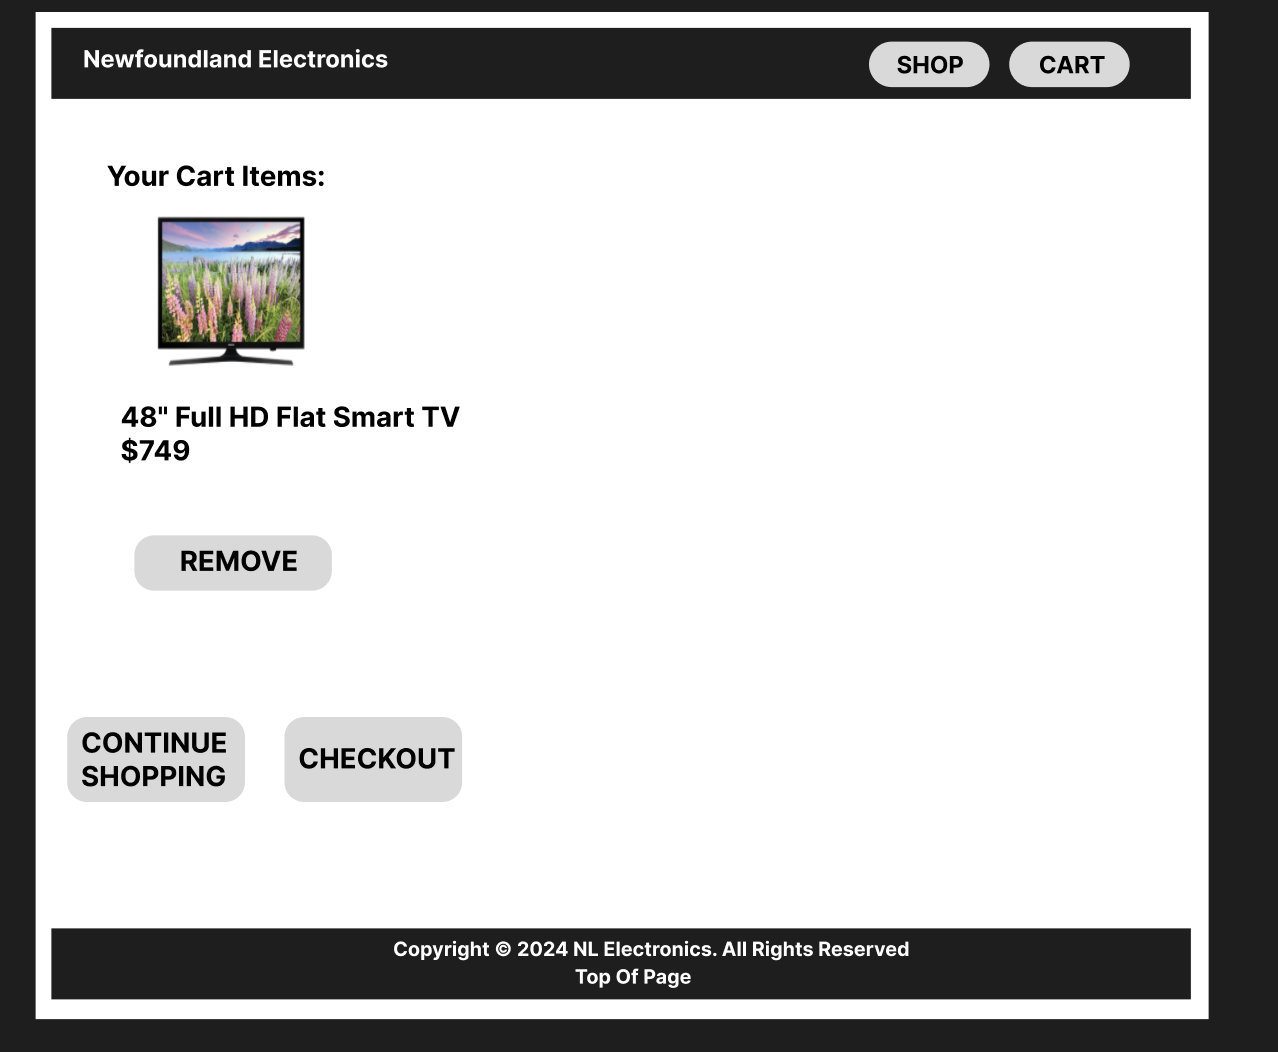 Newfoundland Electronics
SHOP
CART
Your Cart Items:
48" Full HD Flat Smart TV
$749
REMOVE
CONTINUE
SHOPPING
CHECKOUT
Copyright © 2024 NL Electronics. All Rights Reserved
Top Of Page